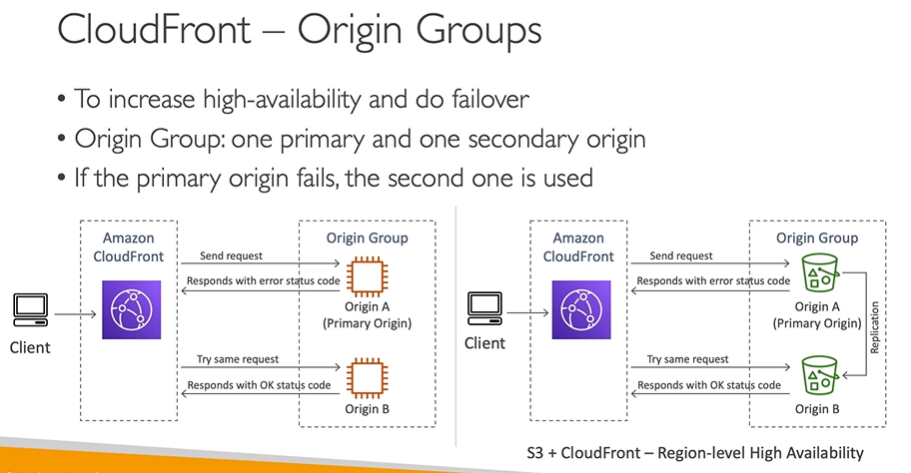 CloudFront – Origin Groups
• To increase high-availability and do failover
• Origin Group: one primary and one secondary origin
• If the primary origin fails, the second one is used
Amazon
CloudFront
Origin Group
Send request
Responds with error status code
Origin A
(Primary Origin)
Client
Try same request
Responds with OK status code
Origin B
Amazon
CloudFront
Origin Group
Send request
Responds with error status code
Origin A
(Primary Origin)
Replication
Client
Try same request
Responds with OK status code
Origin B
S3 + CloudFront – Region-level High Availability